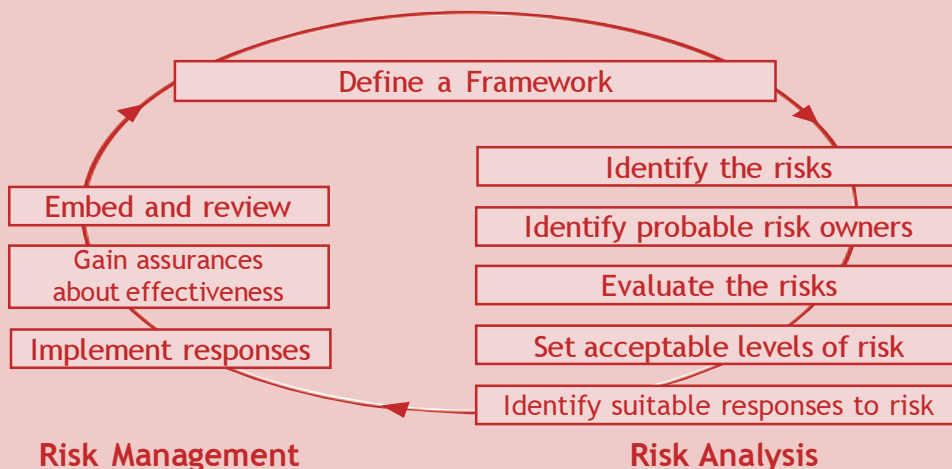 Define a Framework
Identify the risks
Identify probable risk owners
Evaluate the risks
Set acceptable levels of risk
Identify suitable responses to risk
Risk Analysis
Embed and review
Gain assurances
about effectiveness
Implement responses
Risk Management